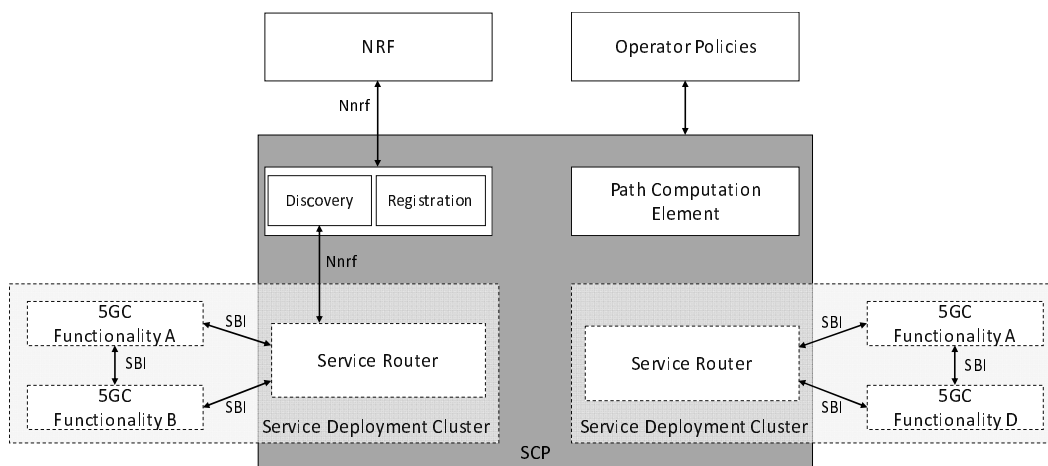 NRF
Operator Policies
Nnrf
Discovery
Registration
Path Computation
Element
Nnrf
5GC
Functionality A
SBI
SBI
5GC
Functionality B
SBI
Service Router
Service Deployment Cluster
Service Router
Service Deployment Cluster
SBI
5GC
Functionality A
SBI
SBI
5GC
Functionality D
SCP